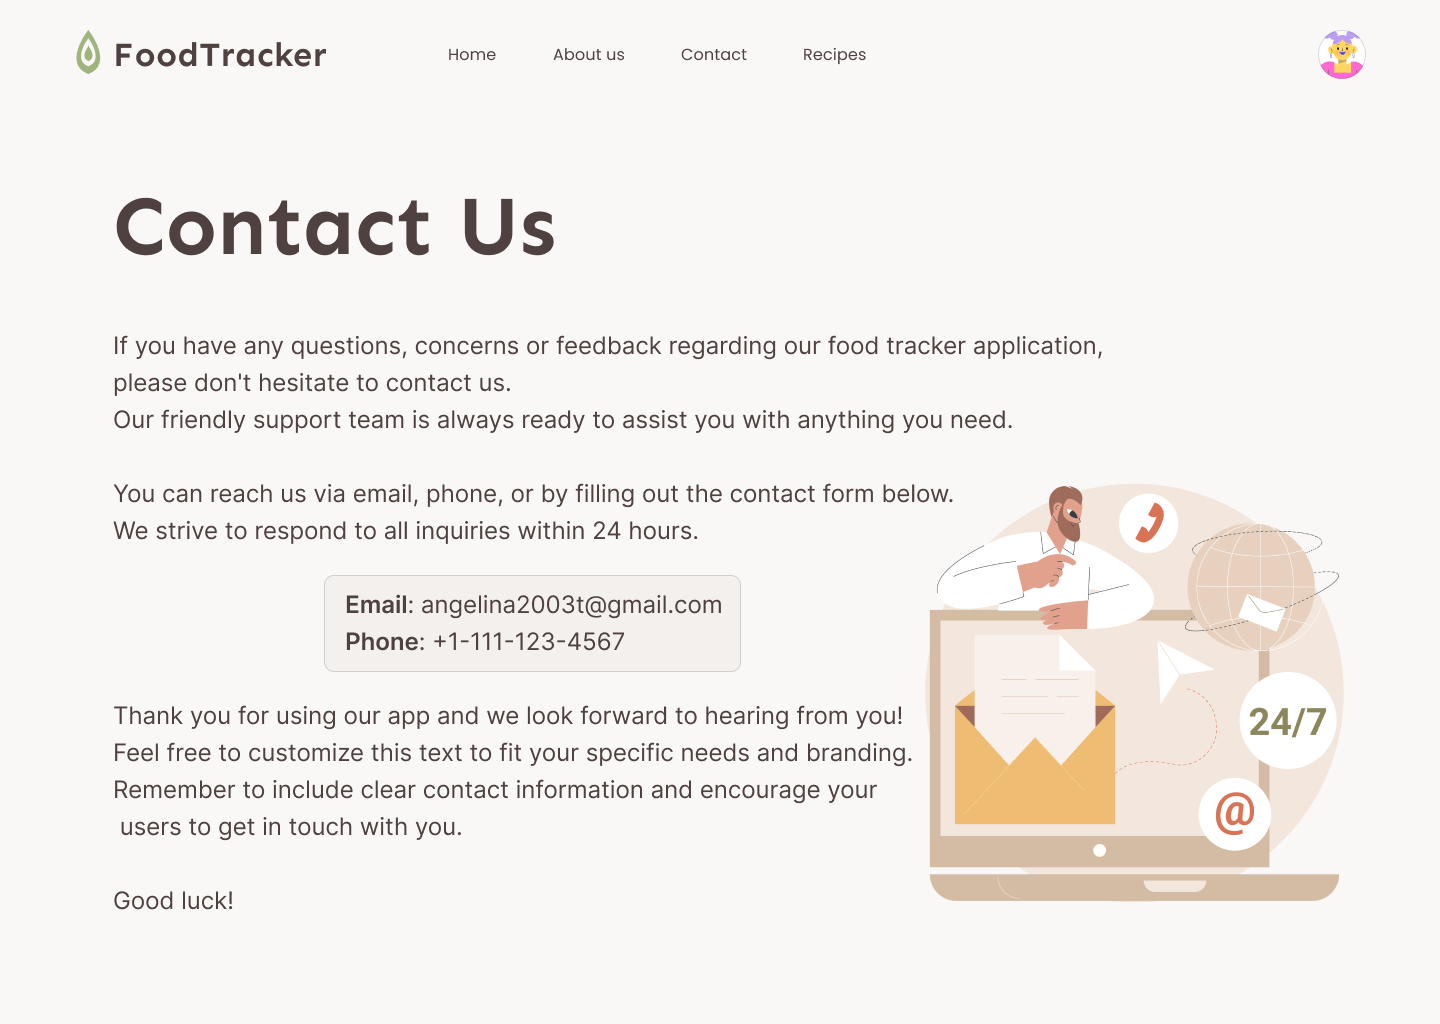 FoodTracker
Home
About us
Contact
Recipes
Contact Us
If you have any questions, concerns or feedback regarding our food tracker application,
please don't hesitate to contact us.
Our friendly support team is always ready to assist you with anything you need.
You can reach us via email, phone, or by filling out the contact form below.
We strive to respond to all inquiries within 24 hours.
Email: angelina2003t@gmail.com
Phone: +1-111-123-4567
Thank you for using our app and we look forward to hearing from you!
Feel free to customize this text to fit your specific needs and branding.
Remember to include clear contact information and encourage your
users to get in touch with you.
Good luck!
24/7
@